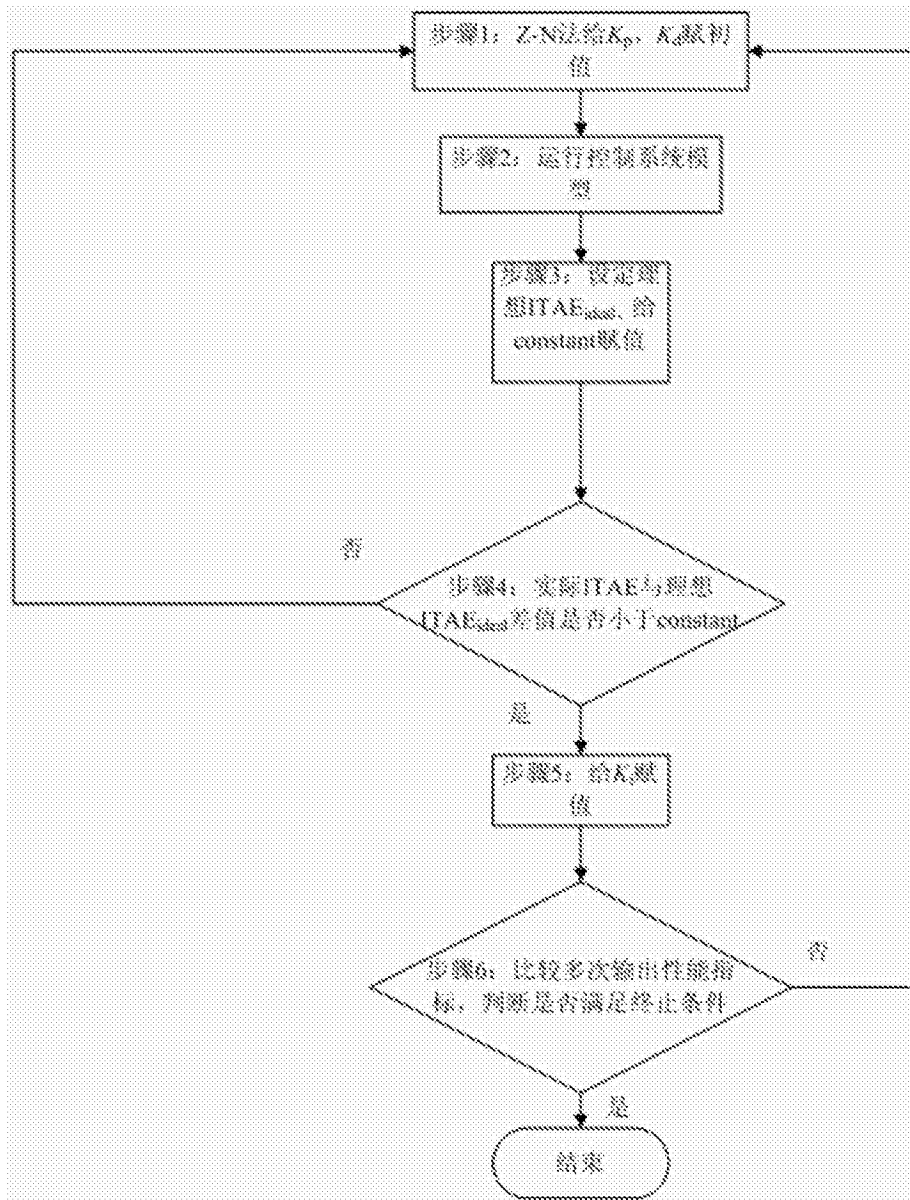 步骤1：Z-N法给Kp、Kd赋初
值
步骤2：运行控制系统模
型
步骤3：设定理
想ITAEideal、给
constant赋值
否
步骤4：实际ITAE与理想
ITAEideal差值是否小于constant
是
步骤5：给Ki赋
值
否
步骤6：比较多次输出性能指
标，判断是否满足终止条件
是
结束